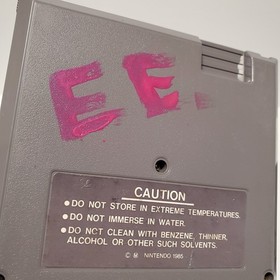 EE.
CAUTION
● DO NOT STORE IN EXTREME TEMPERATURES.
● DO NOT IMMERSE IN WATER.
● DO NOT CLEAN WITH BENZENE, THINNER,
ALCOHOL OR OTHER SUCH SOLVENTS.
© Ⓜ NINTENDO 1985